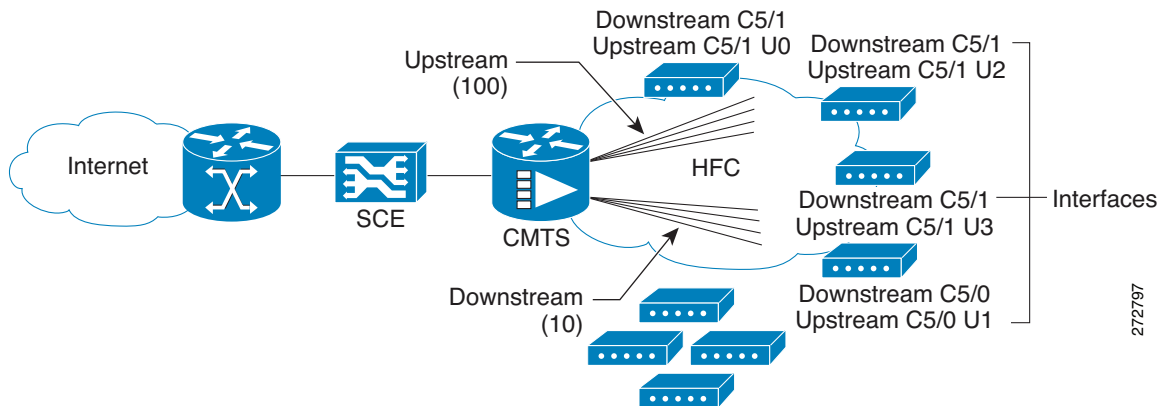 Downstream C5/1
Upstream C5/1 U0
Downstream C5/1
Upstream C5/1 U2
Upstream
(100)
Internet
HFC
SCE
CMTS
Downstream C5/1
Upstream C5/1 U3
Interfaces
Downstream
(10)
Downstream C5/0
Upstream C5/0 U1
272797